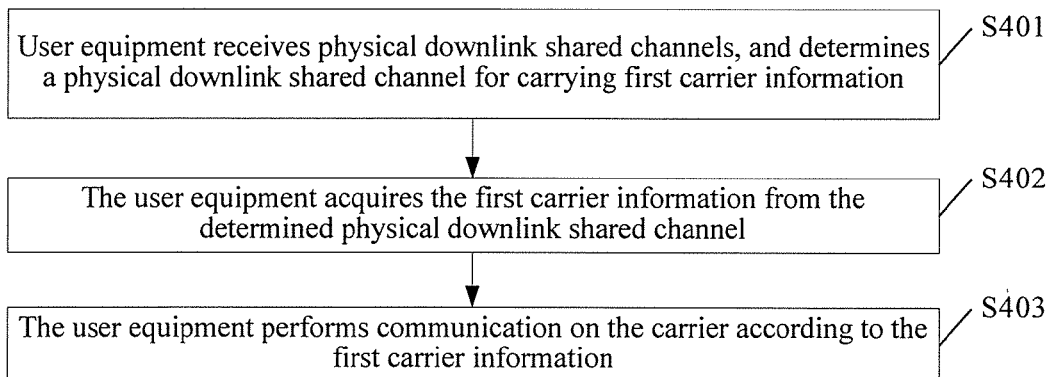 S401
User equipment receives physical downlink shared channels, and determines
a physical downlink shared channel for carrying first carrier information
S402
The user equipment acquires the first carrier information from the
determined physical downlink shared channel
S403
The user equipment performs communication on the carrier according to the
first carrier information